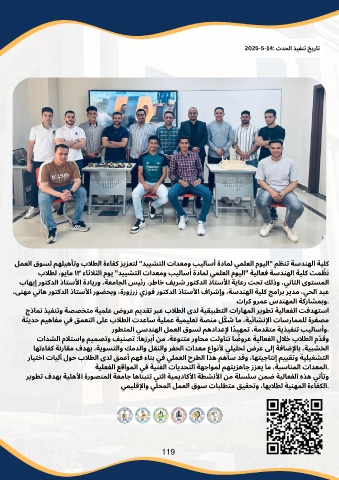 تاريخ تنفيذ الحدث :14-5-2025
كلية الهندسة تنظم "اليوم العلمي لمادة أساليب ومعدات التشييد" لتعزيز كفاءة الطلاب وتأهيلهم لسوق العمل
نظّمت كلية الهندسة فعالية "اليوم العلمي لمادة أساليب ومعدات التشييد" يوم الثلاثاء ١٣ مايو، لطلاب
المستوى الثاني، وذلك تحت رعاية الأستاذ الدكتور شريف خاطر، رئيس الجامعة، وريادة الأستاذ الدكتور إيهاب
عبد الحي، مدير برامج كلية الهندسة، وإشراف الأستاذ الدكتور فوزي زرزورة، وبحضور الأستاذ الدكتور هاني مهنى،
وبمشاركة المهندس عمرو كرات.
استهدفت الفعالية تطوير المهارات التطبيقية لدى الطلاب عبر تقديم عروض علمية متخصصة وتنفيذ نماذج
مصغرة للممارسات الإنشائية، ما شكّل منصة تعليمية عملية ساعدت الطلاب على التعمق في مفاهيم حديثة
وأساليب تنفيذية متقدمة، تمهيدًا لإعدادهم لسوق العمل الهندسي المتطور.
وقدّم الطلاب خلال الفعالية عروضًا تناولت محاور متنوعة، من أبرزها: تصنيف وتصميم واستلام الشدات
الخشبية، بالإضافة إلى عرض تحليلي لأنواع معدات الحفر والنقل والدمك والتسوية، بهدف مقارنة كفاءتها
التشغيلية وتقييم إنتاجيتها، وقد ساهم هذا الطرح العملي في بناء فهم أعمق لدى الطلاب حول آليات اختيار
المعدات المناسبة، ما يعزز جاهزيتهم لمواجهة التحديات الفنية في المواقع الفعلية.
وتأتي هذه الفعالية ضمن سلسلة من الأنشطة الأكاديمية التي تتبناها جامعة المنصورة الأهلية بهدف تطوير
الكفاءة المهنية لطلابها، وتحقيق متطلبات سوق العمل المحلي والإقليمي.
119